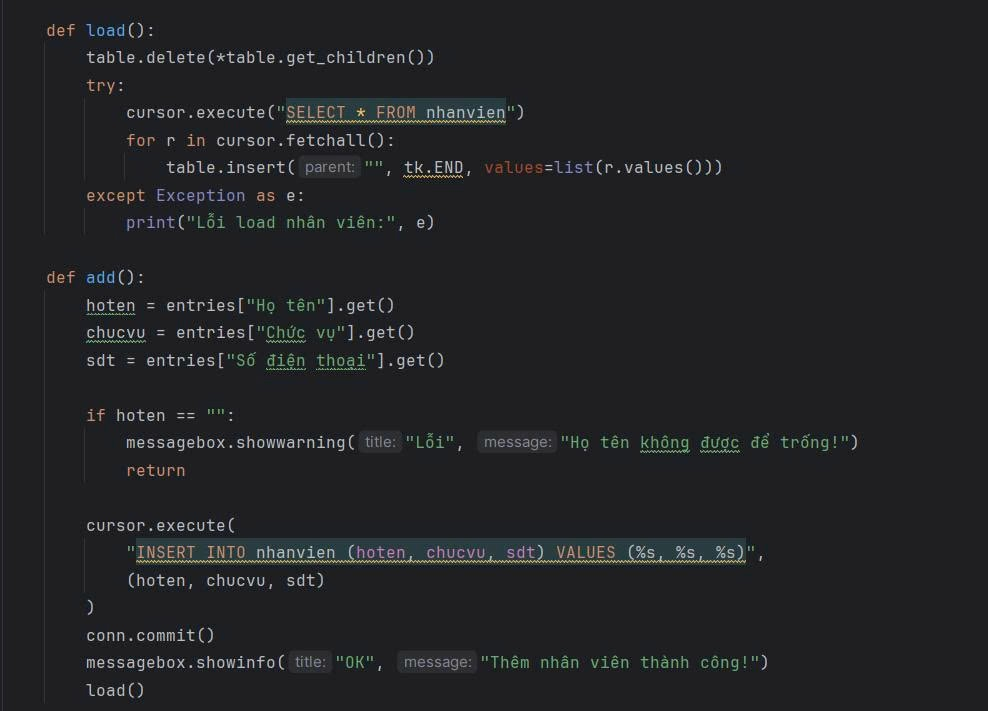 def load():
    table.delete(*table.get_children())
    try:
        cursor.execute("SELECT * FROM nhanvien")
        for r in cursor.fetchall():
            table.insert( parent: "", tk.END, values=list(r.values()))
    except Exception as e:
        print("Lỗi load nhân viên:", e)

def add():
    hoten = entries["Họ tên"].get()
    chucvu = entries["Chức vụ"].get()
    sdt = entries["Số điện thoại"].get()

    if hoten == "":
        messagebox.showwarning( title: "Lỗi", message: "Họ tên không được để trống!")
        return

    cursor.execute(
        "INSERT INTO nhanvien (hoten, chucvu, sdt) VALUES (%s, %s, %s)",
        (hoten, chucvu, sdt)
    )
    conn.commit()
    messagebox.showinfo( title: "OK", message: "Thêm nhân viên thành công!")
    load()